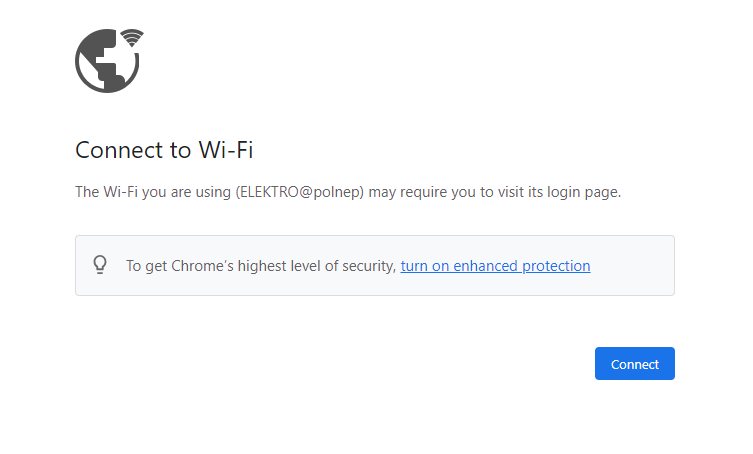 Connect to Wi-Fi
The Wi-Fi you are using (ELEKTRO@polnep) may require you to visit its login page.
To get Chrome’s highest level of security, turn on enhanced protection
Connect